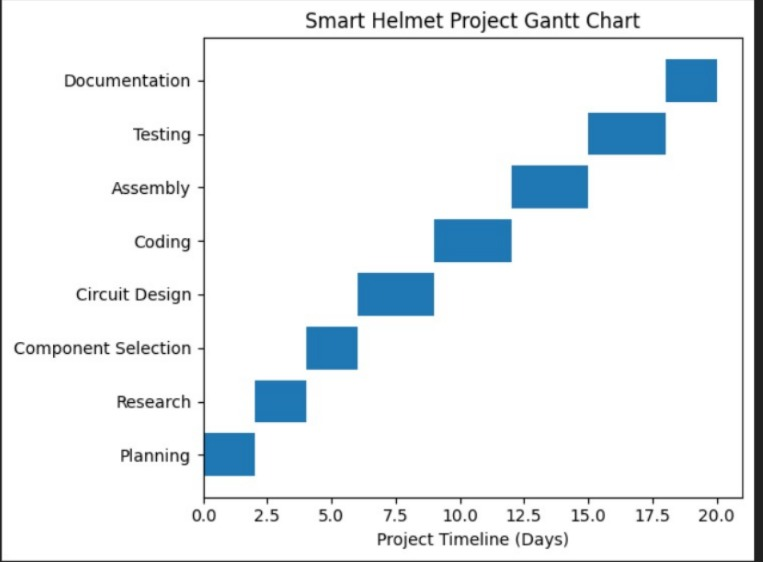 Smart Helmet Project Gantt Chart
Documentation
Testing
Assembly
Coding
Circuit Design
Component Selection
Research
Planning
0.0 2.5 5.0 7.5 10.0 12.5 15.0 17.5 20.0
Project Timeline (Days)